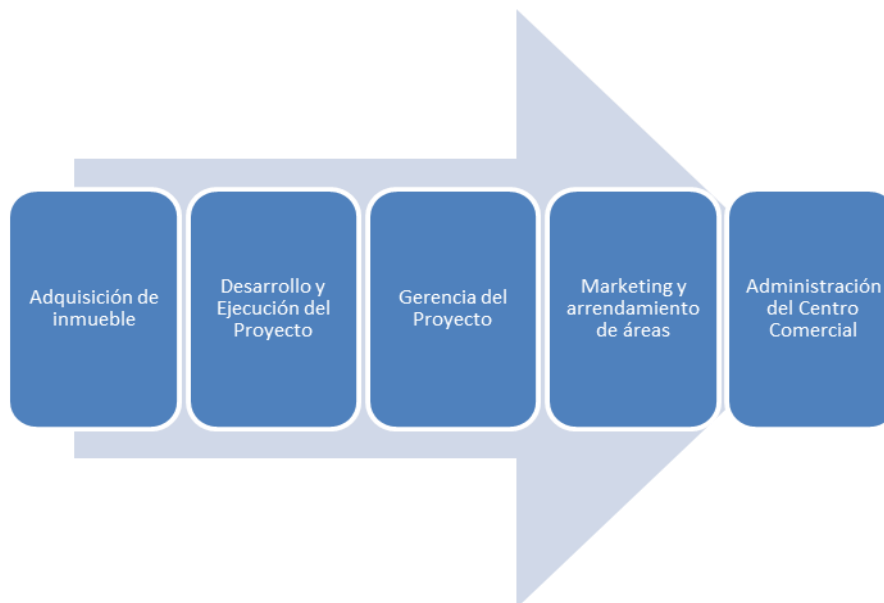 Adquisición de
inmueble
Desarrollo y
Ejecución del
Proyecto
Gerencia del
Proyecto
Marketing y
arrendamiento
de áreas
Administración
del Centro
Comercial